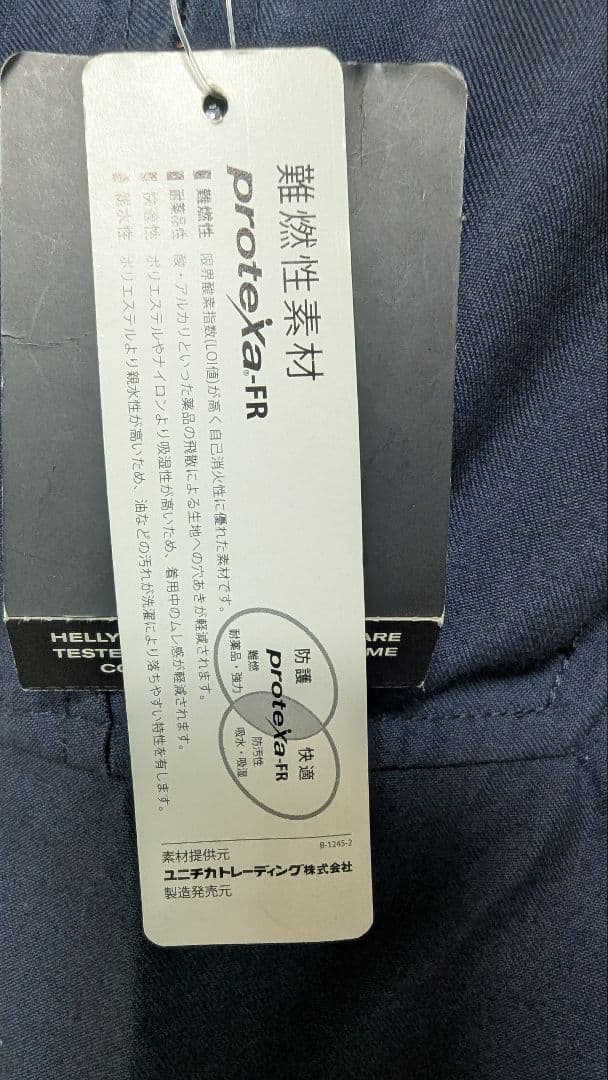 難燃性素材
protexa®-FR
難燃性 限界酸素指数(LOI値)が高く自己消火性に優れた素材です。
耐薬品性 酸・アルカリといった薬品の飛散による生地への穴あきが軽減されます。
快適性 ポリエステルやナイロンより吸湿性が高いため、着用中のムレ感が軽減されます。
親水性 ポリエステルより親水性が高いため、油などの汚れが洗濯により落ちやすい特性を有します。
防護
難燃
耐薬品・強力
protexa-FR
快適
防汚性
吸水・吸湿
B-1245-2
素材提供元
ユニチカトレーディング株式会社
製造発売元
HELLY
ARE
TESTE
ME
CO